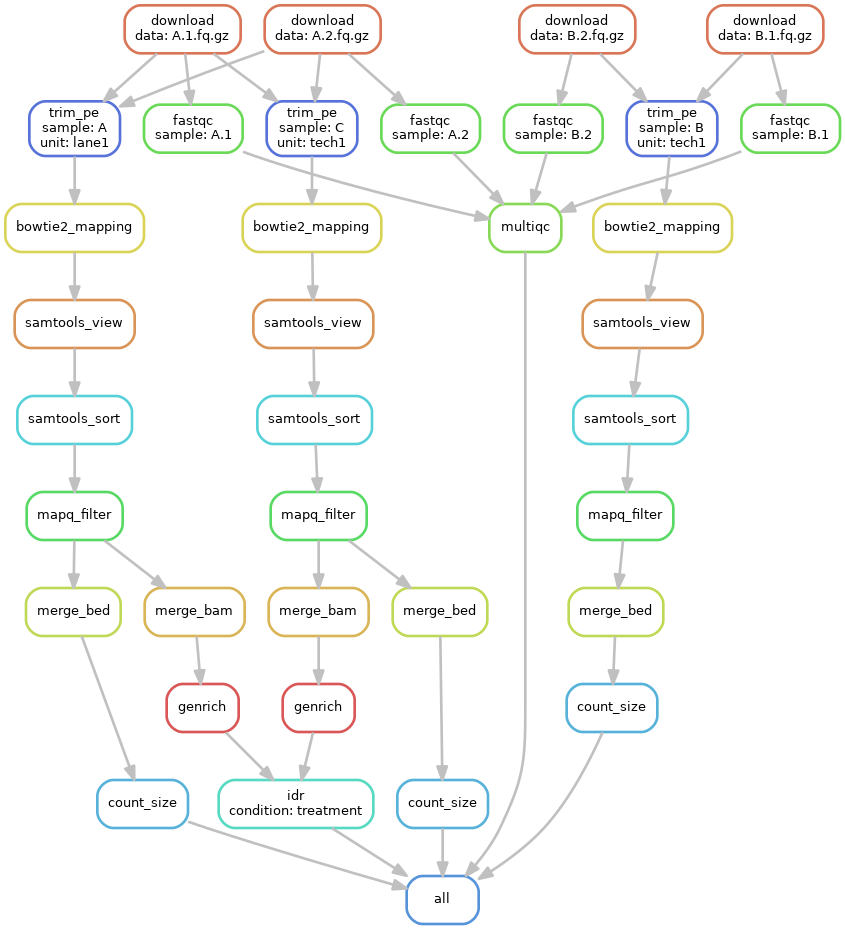 download
data: A.1.fq.gz
download
data: A.2.fq.gz
download
data: B.2.fq.gz
download
data: B.1.fq.gz
trim_pe
sample: A
unit: lane1
fastqc
sample: A.1
trim_pe
sample: C
unit: tech1
fastqc
sample: A.2
fastqc
sample: B.2
trim_pe
sample: B
unit: tech1
fastqc
sample: B.1
bowtie2_mapping
bowtie2_mapping
multiqc
bowtie2_mapping
samtools_view
samtools_view
samtools_view
samtools_sort
samtools_sort
samtools_sort
mapq_filter
mapq_filter
mapq_filter
merge_bed
merge_bam
merge_bam
merge_bed
merge_bed
genrich
genrich
count_size
count_size
idr
condition: treatment
count_size
all